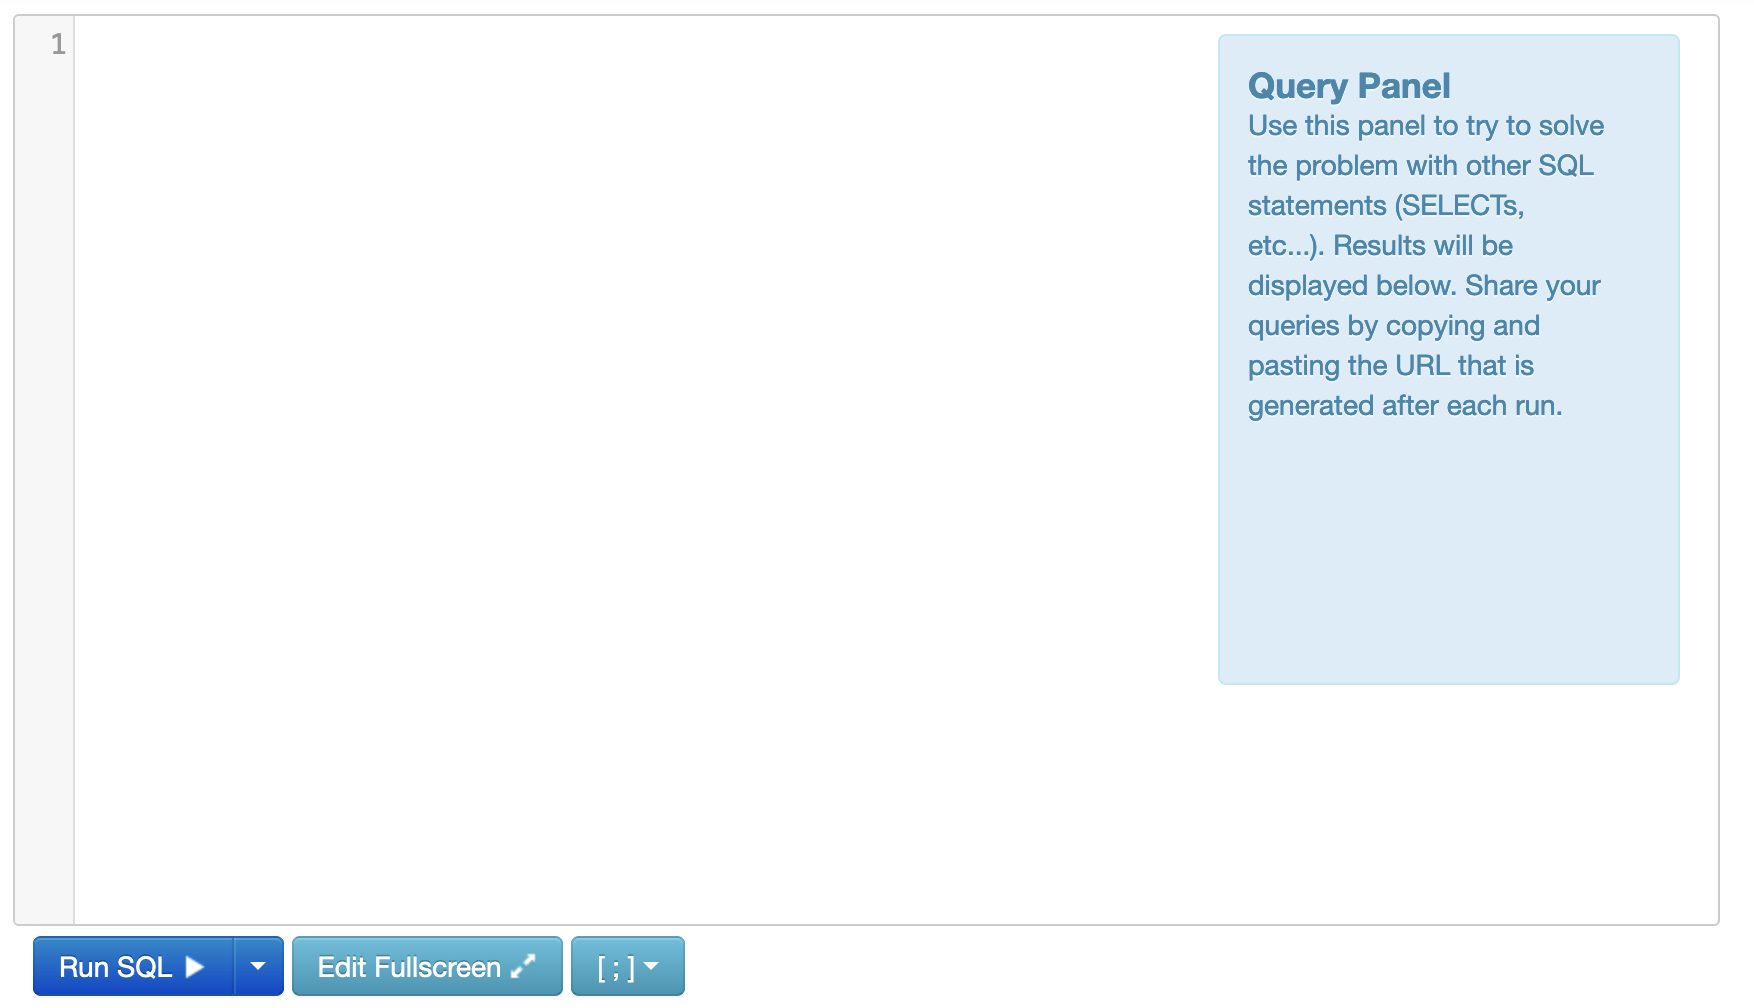 1
Query Panel
Use this panel to try to solve
the problem with other SQL
statements (SELECTs,
etc...). Results will be
displayed below. Share your
queries by copying and
pasting the URL that is
generated after each run.
Run SQL
Edit Fullscreen
[ ; ]